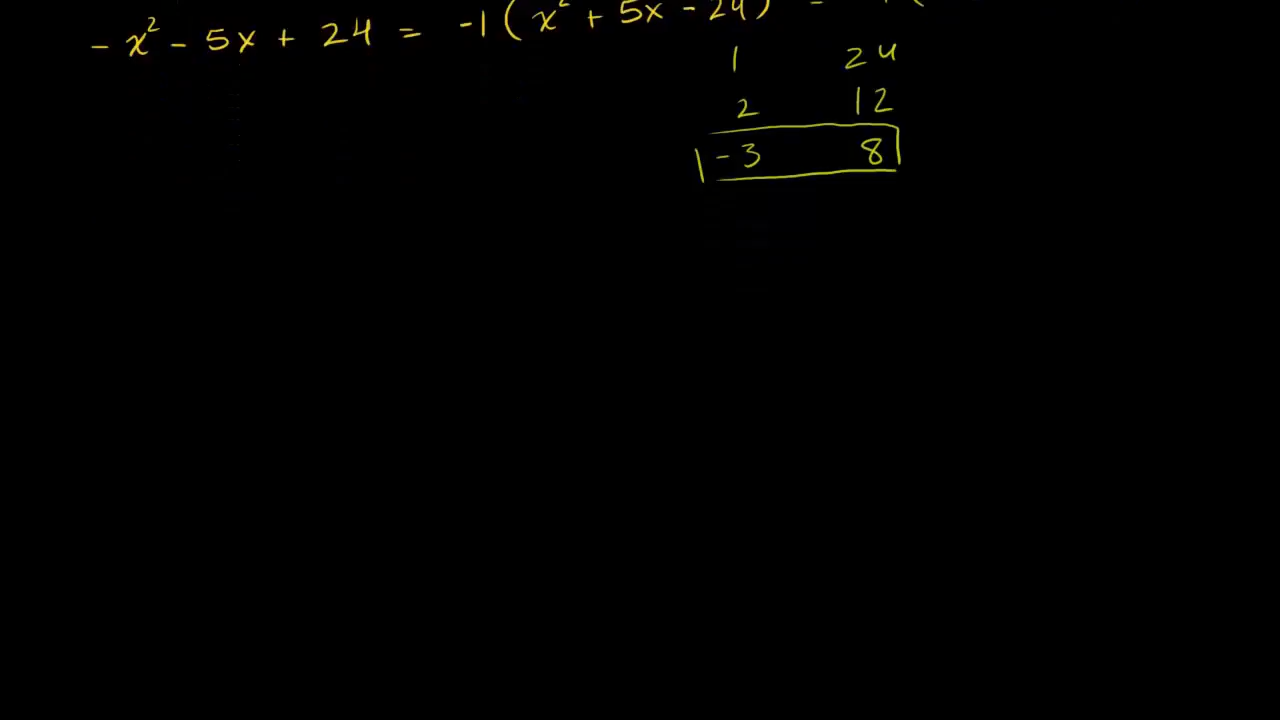 - x² - 5x + 24 = -1(x² + 5x - 24) =
1 24
2 12
-3 8